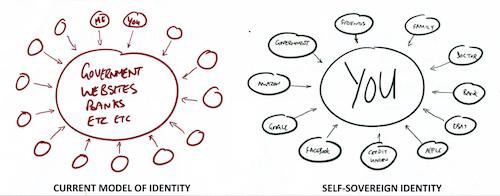 ME
YOU
GOVERNMENT
WEBSITES
BANKS
ETC ETC
CURRENT MODEL OF IDENTITY
FRIENDS
FAMILY
GOVERNMENT
DOCTOR
AMAZON
YOU
BANK
GOOGLE
EBAY
FACEBOOK
CREDIT
UNION
APPLE
SELF-SOVEREIGN IDENTITY